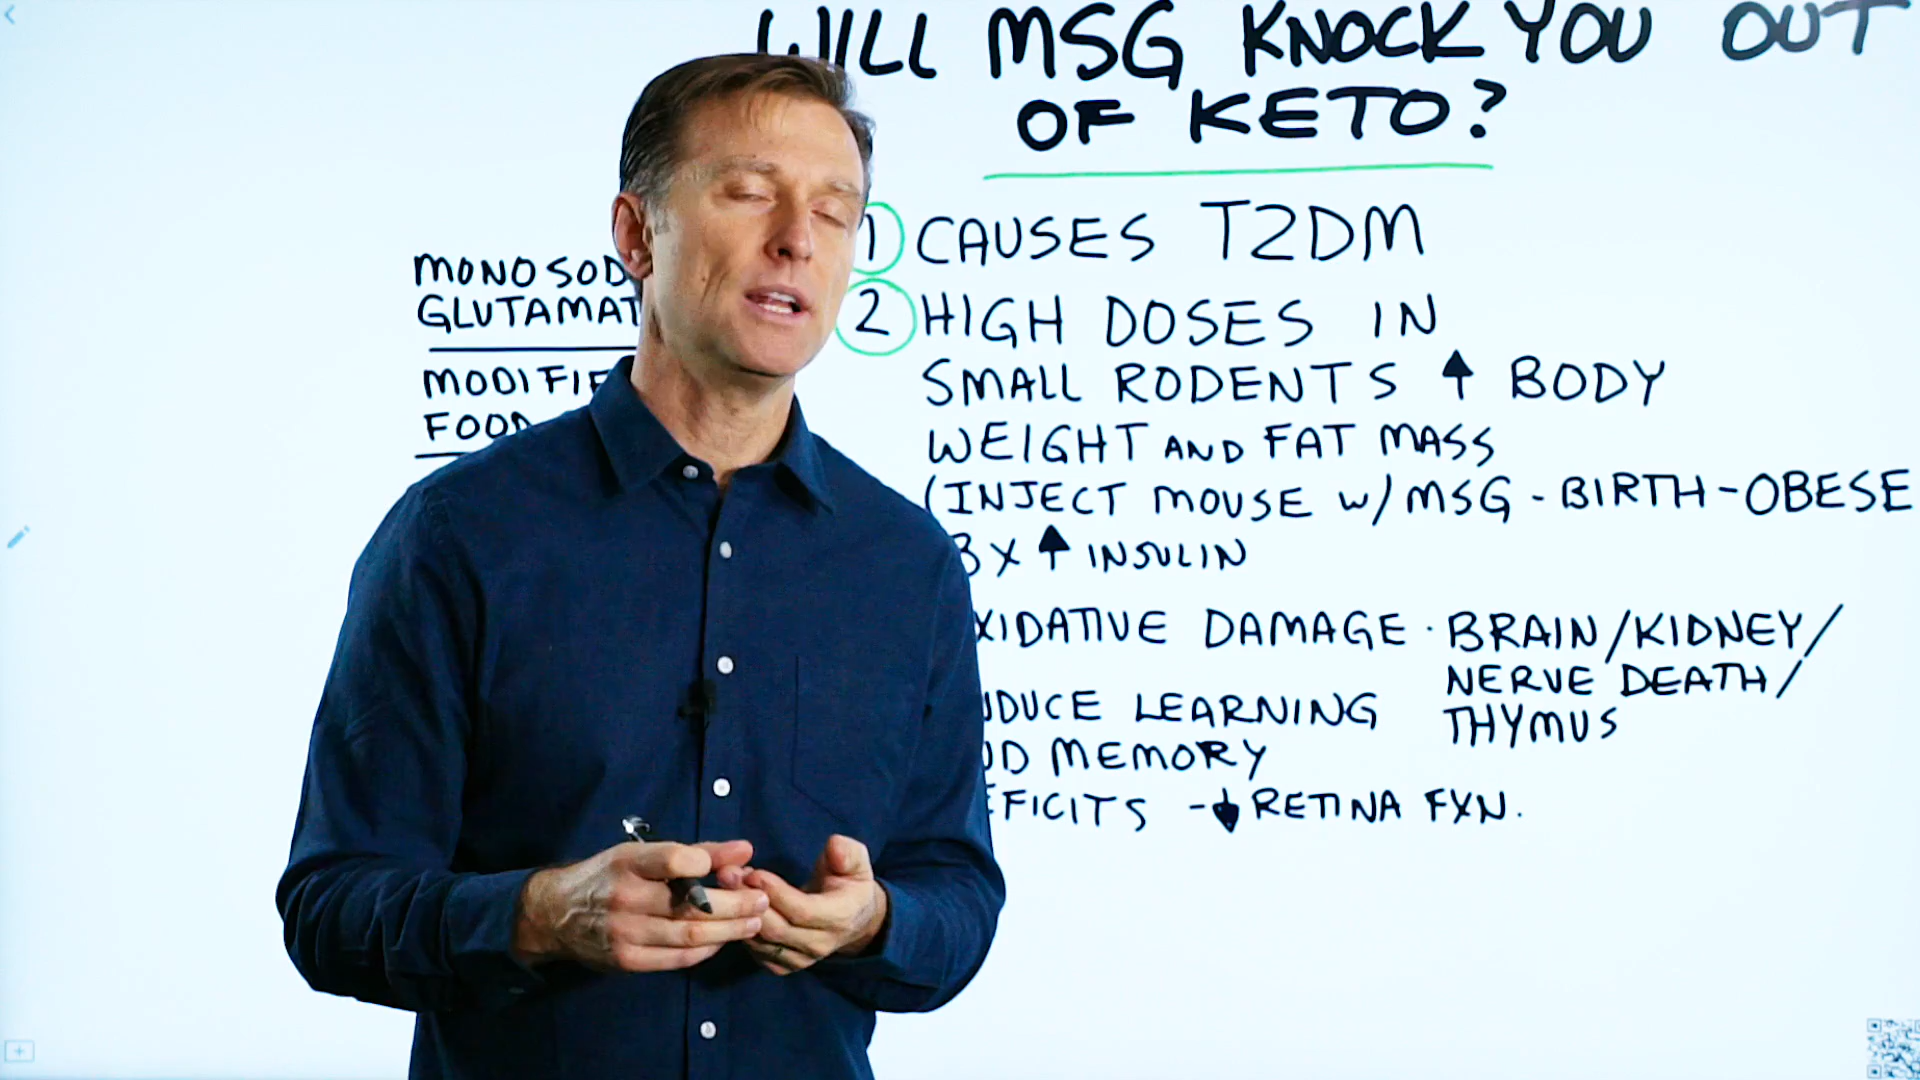 WILL MSG KNOCK YOU OUT
OF KETO?
1 CAUSES T2DM
2 HIGH DOSES IN
SMALL RODENTS ↑ BODY
WEIGHT AND FAT MASS
(INJECT MOUSE W/ MSG - BIRTH - OBESE
3X ↑ INSULIN
XIDATIVE DAMAGE · BRAIN/KIDNEY/
NERVE DEATH/
THYMUS
DUCE LEARNING
MEMORY
EFICITS - ↓ RETINA FXN.
MONOSOD
GLUTAMAT
MODIFIE
FOOD